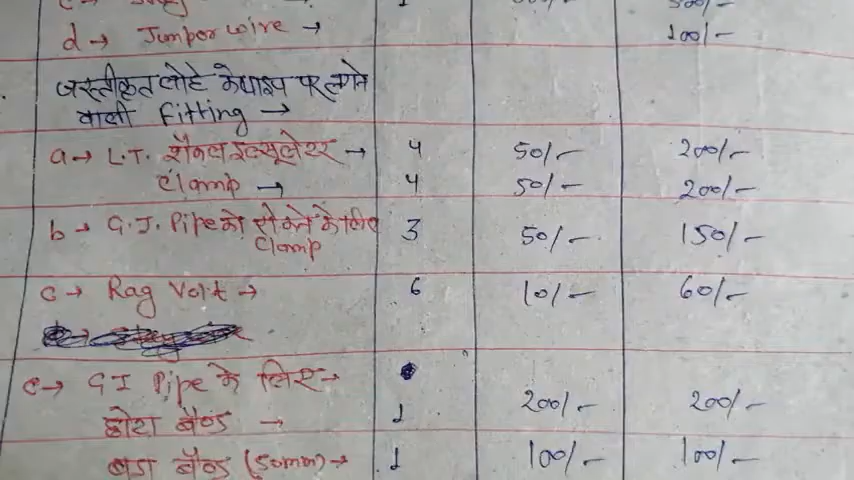 d → Jumper wire → 100/-
जस्तीकृत लोहे के पाइप पर लगने
वाली Fitting →
a → L.T. शैकल इन्सूलेटर → 4 50/- 200/-
Clamp → 4 50/- 200/-
b → G.I. Pipe को रोकने के लिए 3 50/- 150/-
Clamp
c → Rag Volt → 6 10/- 60/-
e → GI Pipe के लिए →
छोटा बैण्ड → 1 200/- 200/-
बडा बैण्ड (50mm) → 1 100/- 100/-